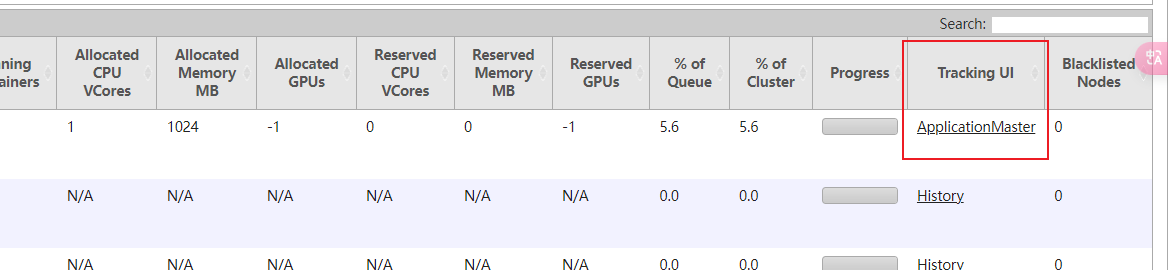 Search:
nning
ainers
Allocated
CPU
VCores
Allocated
Memory
MB
Allocated
GPUs
Reserved
CPU
VCores
Reserved
Memory
MB
Reserved
GPUs
% of
Queue
% of
Cluster
Progress
Tracking UI
Blacklisted
Nodes
1 1024 -1 0 0 -1 5.6 5.6 ApplicationMaster 0
N/A N/A N/A N/A N/A N/A 0.0 0.0 History 0
N/A N/A N/A N/A N/A N/A 0.0 0.0 History 0